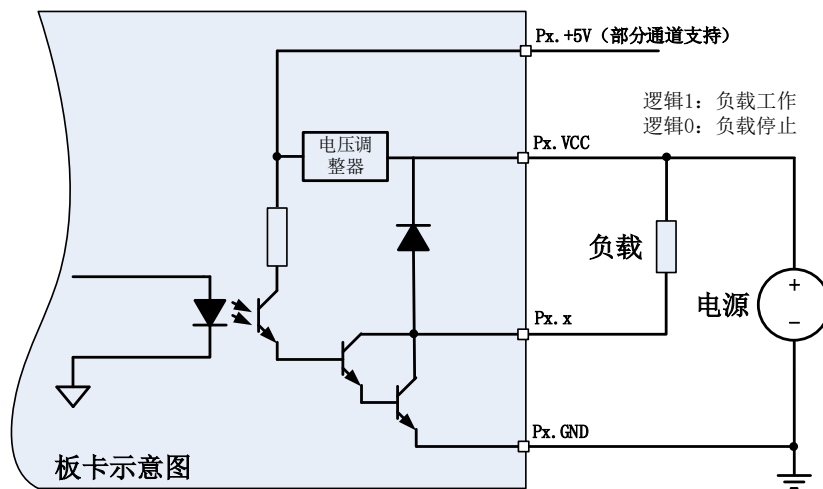 Px.+5V（部分通道支持）
逻辑1：负载工作
逻辑0：负载停止
电压调
整器
Px.VCC
负载
电源
+
−
Px.x
Px.GND
板卡示意图